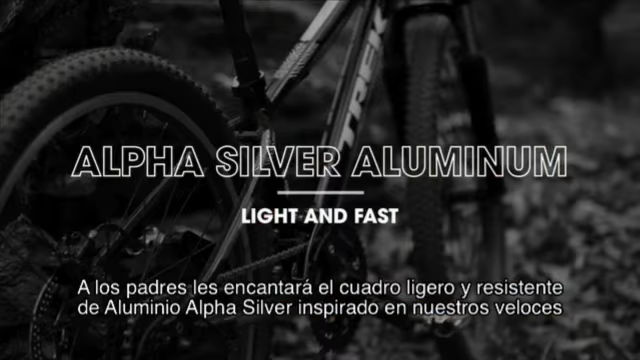 TREK
ALPHA SILVER ALUMINUM
LIGHT AND FAST
A los padres les encantará el cuadro ligero y resistente
de Aluminio Alpha Silver inspirado en nuestros veloces